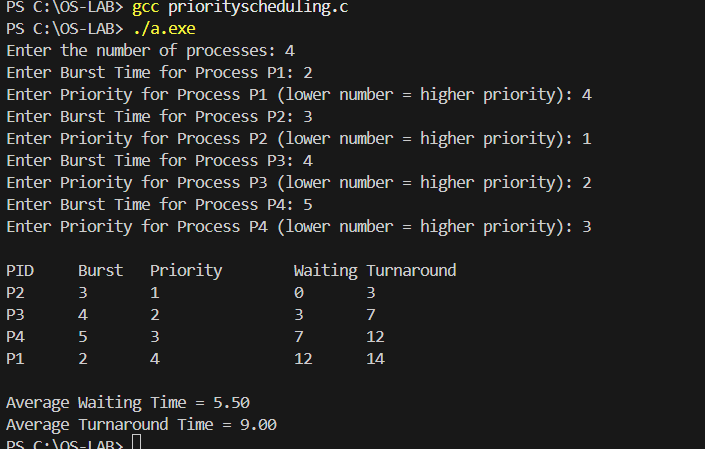 PS C:\OS-LAB> gcc priorityscheduling.c
PS C:\OS-LAB> ./a.exe
Enter the number of processes: 4
Enter Burst Time for Process P1: 2
Enter Priority for Process P1 (lower number = higher priority): 4
Enter Burst Time for Process P2: 3
Enter Priority for Process P2 (lower number = higher priority): 1
Enter Burst Time for Process P3: 4
Enter Priority for Process P3 (lower number = higher priority): 2
Enter Burst Time for Process P4: 5
Enter Priority for Process P4 (lower number = higher priority): 3
PID Burst Priority Waiting Turnaround
P2 3 1 0 3
P3 4 2 3 7
P4 5 3 7 12
P1 2 4 12 14
Average Waiting Time = 5.50
Average Turnaround Time = 9.00
PS C:\OS-LAB>